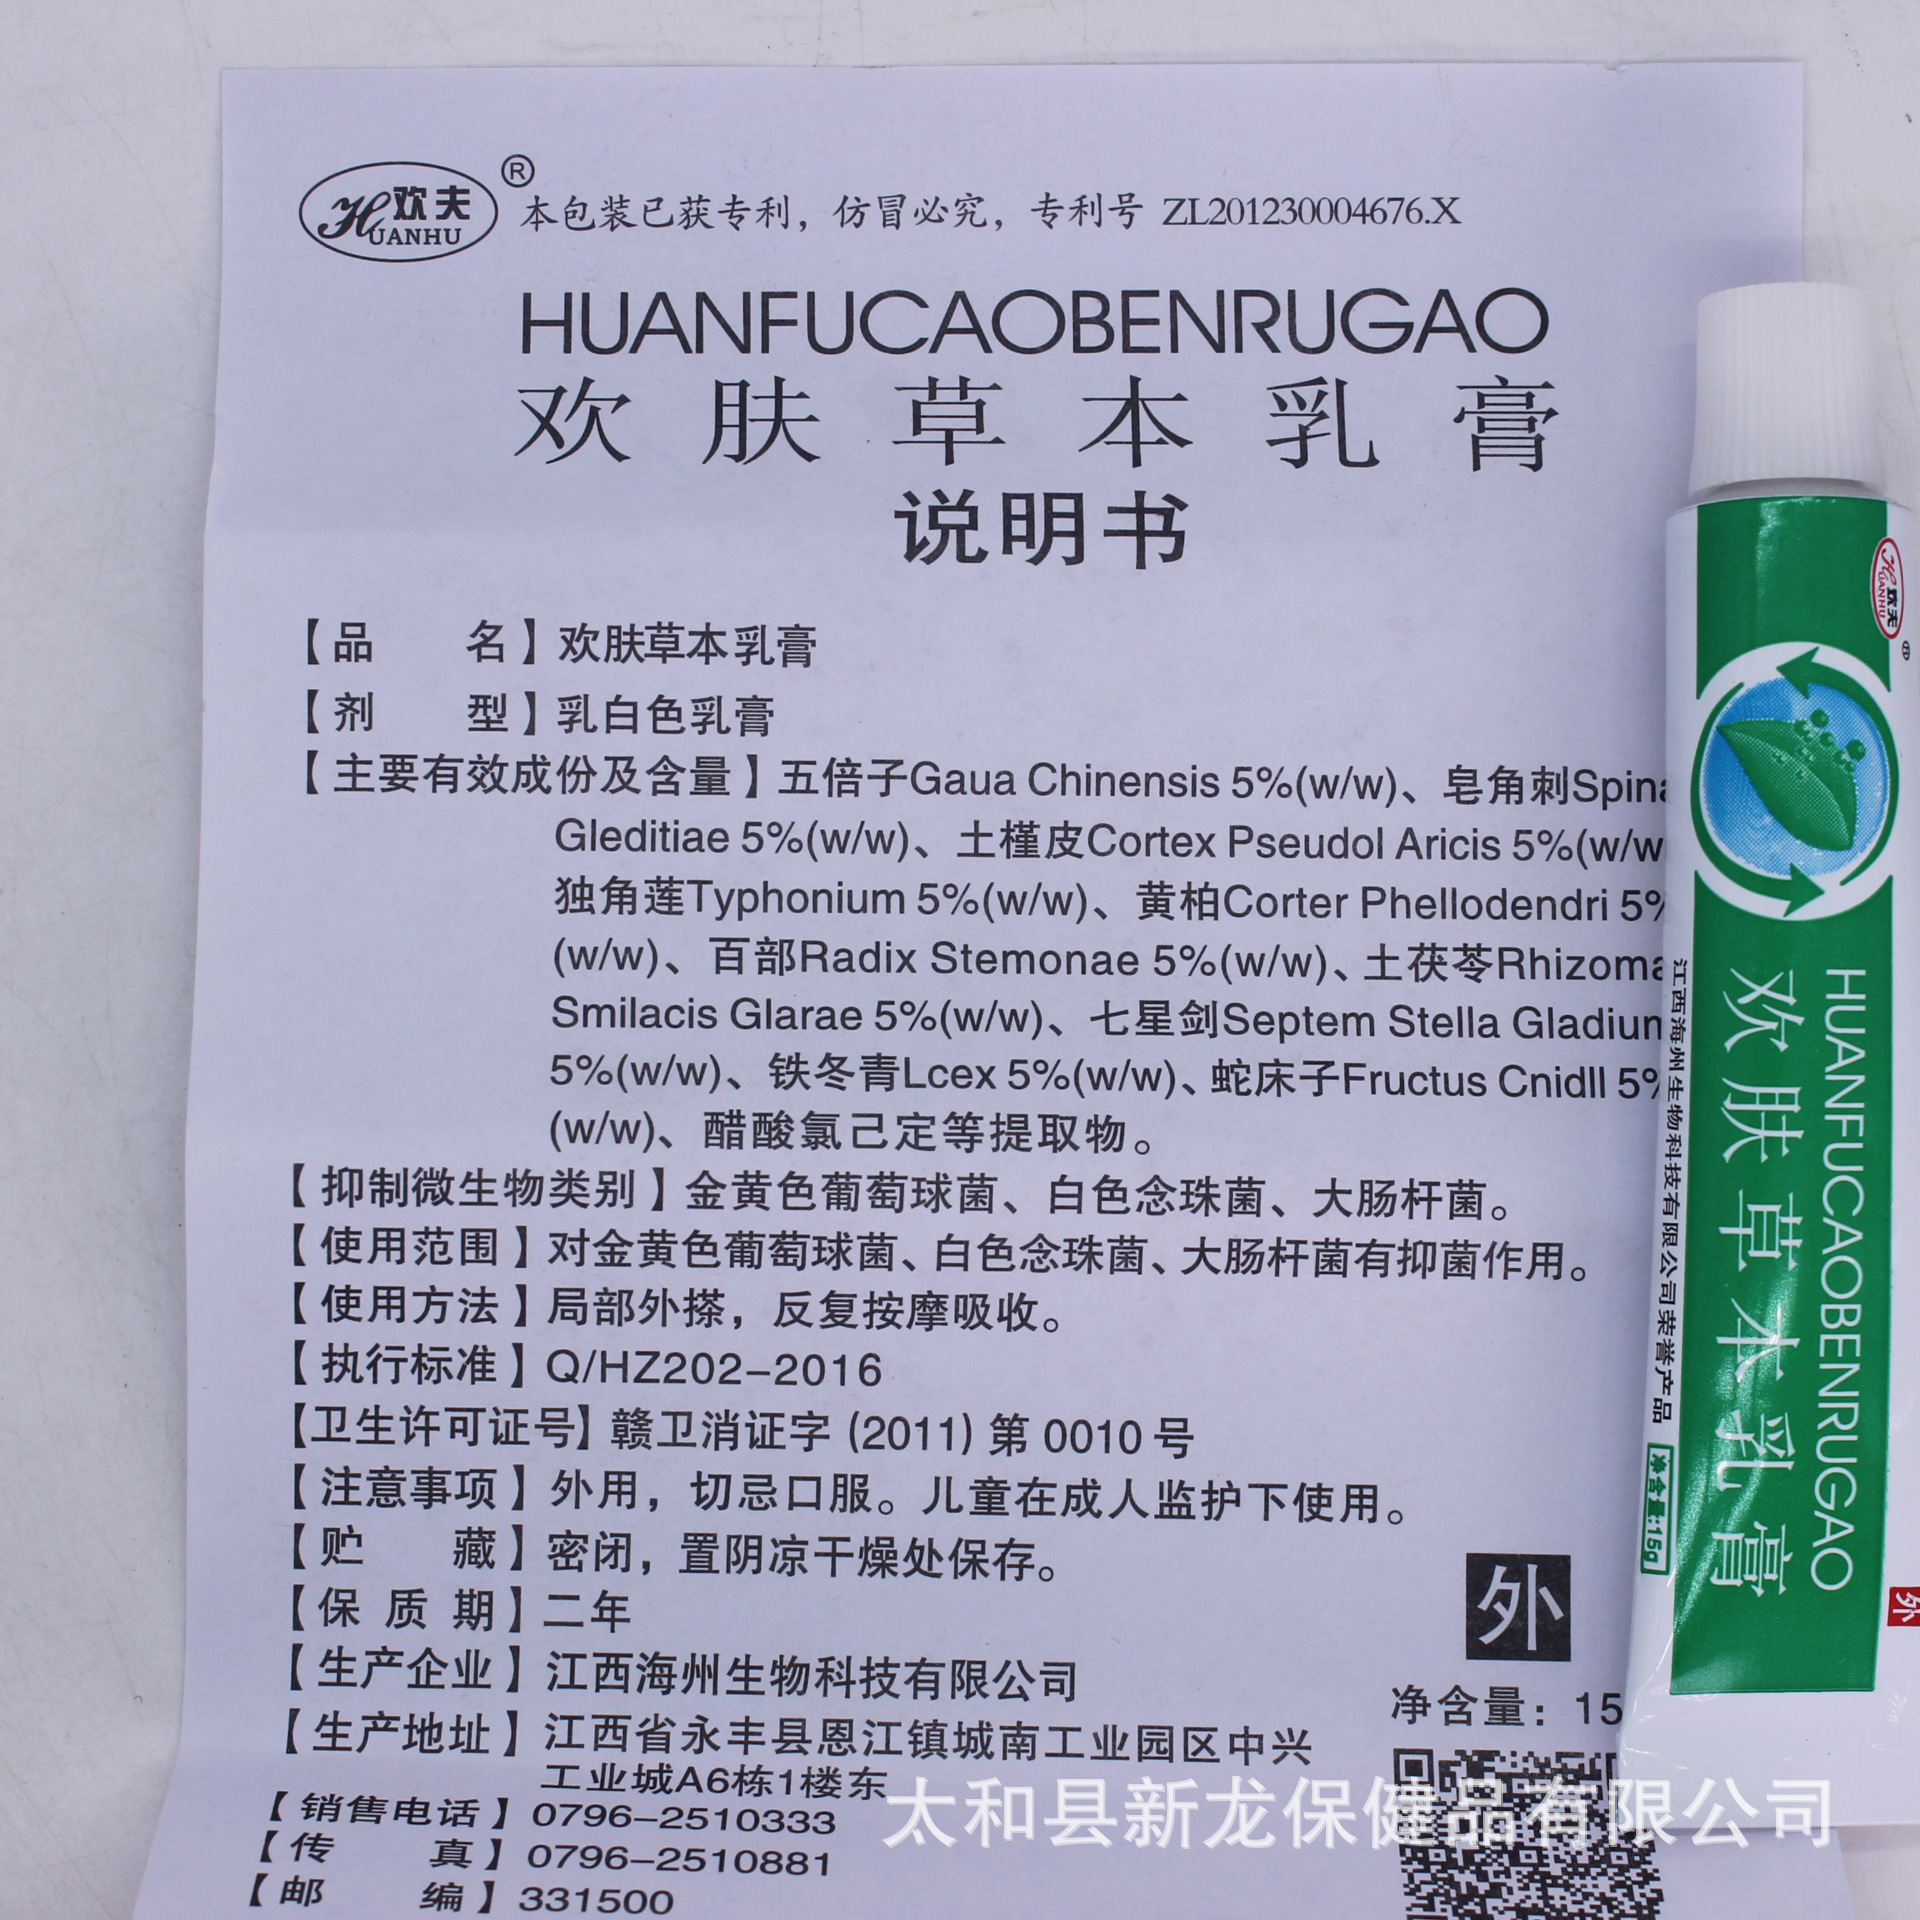 欢夫
HUANHU
®
本包装已获专利，仿冒必究，专利号 ZL201230004676.X
HUANFUCAOBENRUGAO
欢肤草本乳膏
说明书
【品 名】欢肤草本乳膏
【剂 型】乳白色乳膏
【主要有效成份及含量】五倍子Gaua Chinensis 5%(w/w)、皂角刺Spina
Gleditiae 5%(w/w)、土槿皮Cortex Pseudol Aricis 5%(w/w
独角莲Typhonium 5%(w/w)、黄柏Corter Phellodendri 5%
(w/w)、百部Radix Stemonae 5%(w/w)、土茯苓Rhizoma
Smilacis Glarae 5%(w/w)、七星剑Septem Stella Gladium
5%(w/w)、铁冬青Lcex 5%(w/w)、蛇床子Fructus Cnidll 5%
(w/w)、醋酸氯己定等提取物。
【抑制微生物类别】金黄色葡萄球菌、白色念珠菌、大肠杆菌。
【使用范围】对金黄色葡萄球菌、白色念珠菌、大肠杆菌有抑菌作用。
【使用方法】局部外搽，反复按摩吸收。
【执行标准】Q/HZ202-2016
【卫生许可证号】赣卫消证字 (2011) 第 0010 号
【注意事项】外用，切忌口服。儿童在成人监护下使用。
【贮 藏】密闭，置阴凉干燥处保存。
【保 质 期】二年
【生产企业】江西海州生物科技有限公司
【生产地址】江西省永丰县恩江镇城南工业园区中兴
工业城A6栋1楼东
【销售电话】0796-2510333
【传 真】0796-2510881
【邮 编】331500
外
净含量：15
太和县新龙保健品有限公司
欢夫
HUANHU
®
HUANFUCAOBENRUGAO
欢肤草本乳膏
江西海州生物科技有限公司荣誉产品
净含量:15g
外